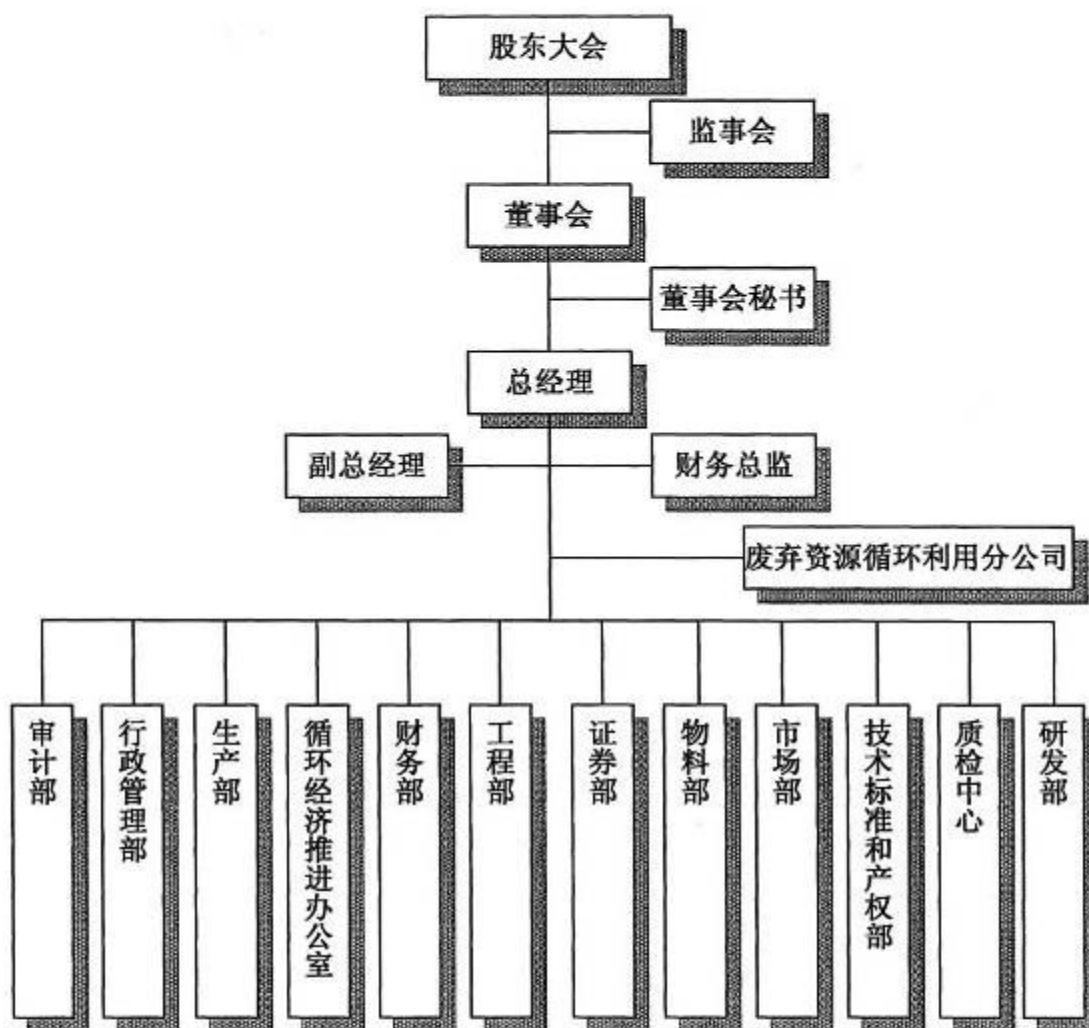 股东大会
监事会
董事会
董事会秘书
总经理
副总经理
财务总监
废弃资源循环利用分公司
审计部
行政管理部
生产部
循环经济推进办公室
财务部
工程部
证券部
物料部
市场部
技术标准和产权部
质检中心
研发部